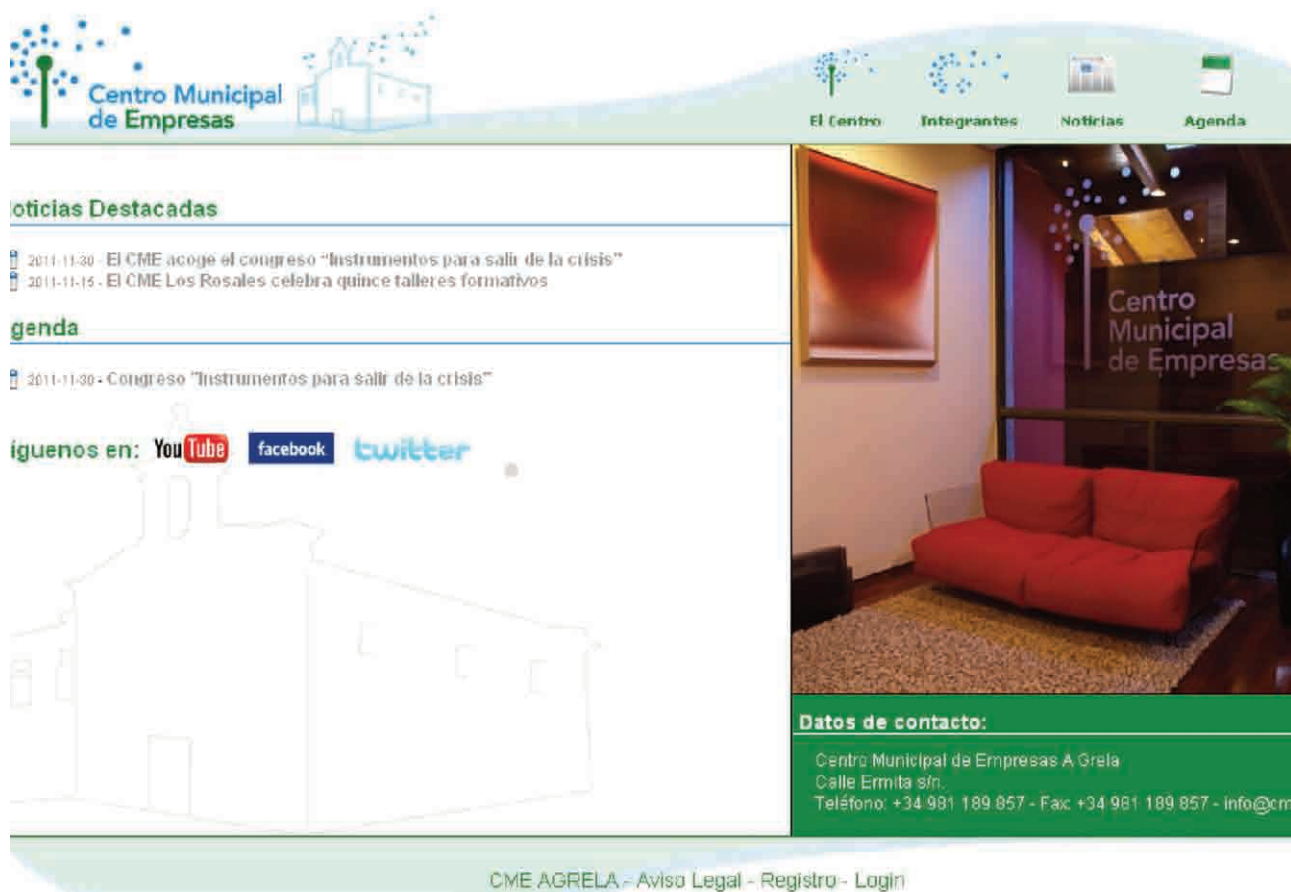 Centro Municipal
de Empresas
El Centro
Integrantes
Noticias
Agenda
oticias Destacadas
2011-11-30 - El CME acoge el congreso "Instrumentos para salir de la crisis"
2011-11-15 - El CME Los Rosales celebra quince talleres formativos
genda
2011-11-30 - Congreso "Instrumentos para salir de la crisis"
íguenos en: YouTube facebook twitter
Centro
Municipal
de Empresas
Datos de contacto:
Centro Municipal de Empresas A Grela
Calle Ermita s/n.
Teléfono: +34 981 189 857 - Fax: +34 981 189 857 - info@cm
CME AGRELA - Aviso Legal - Registro - Login